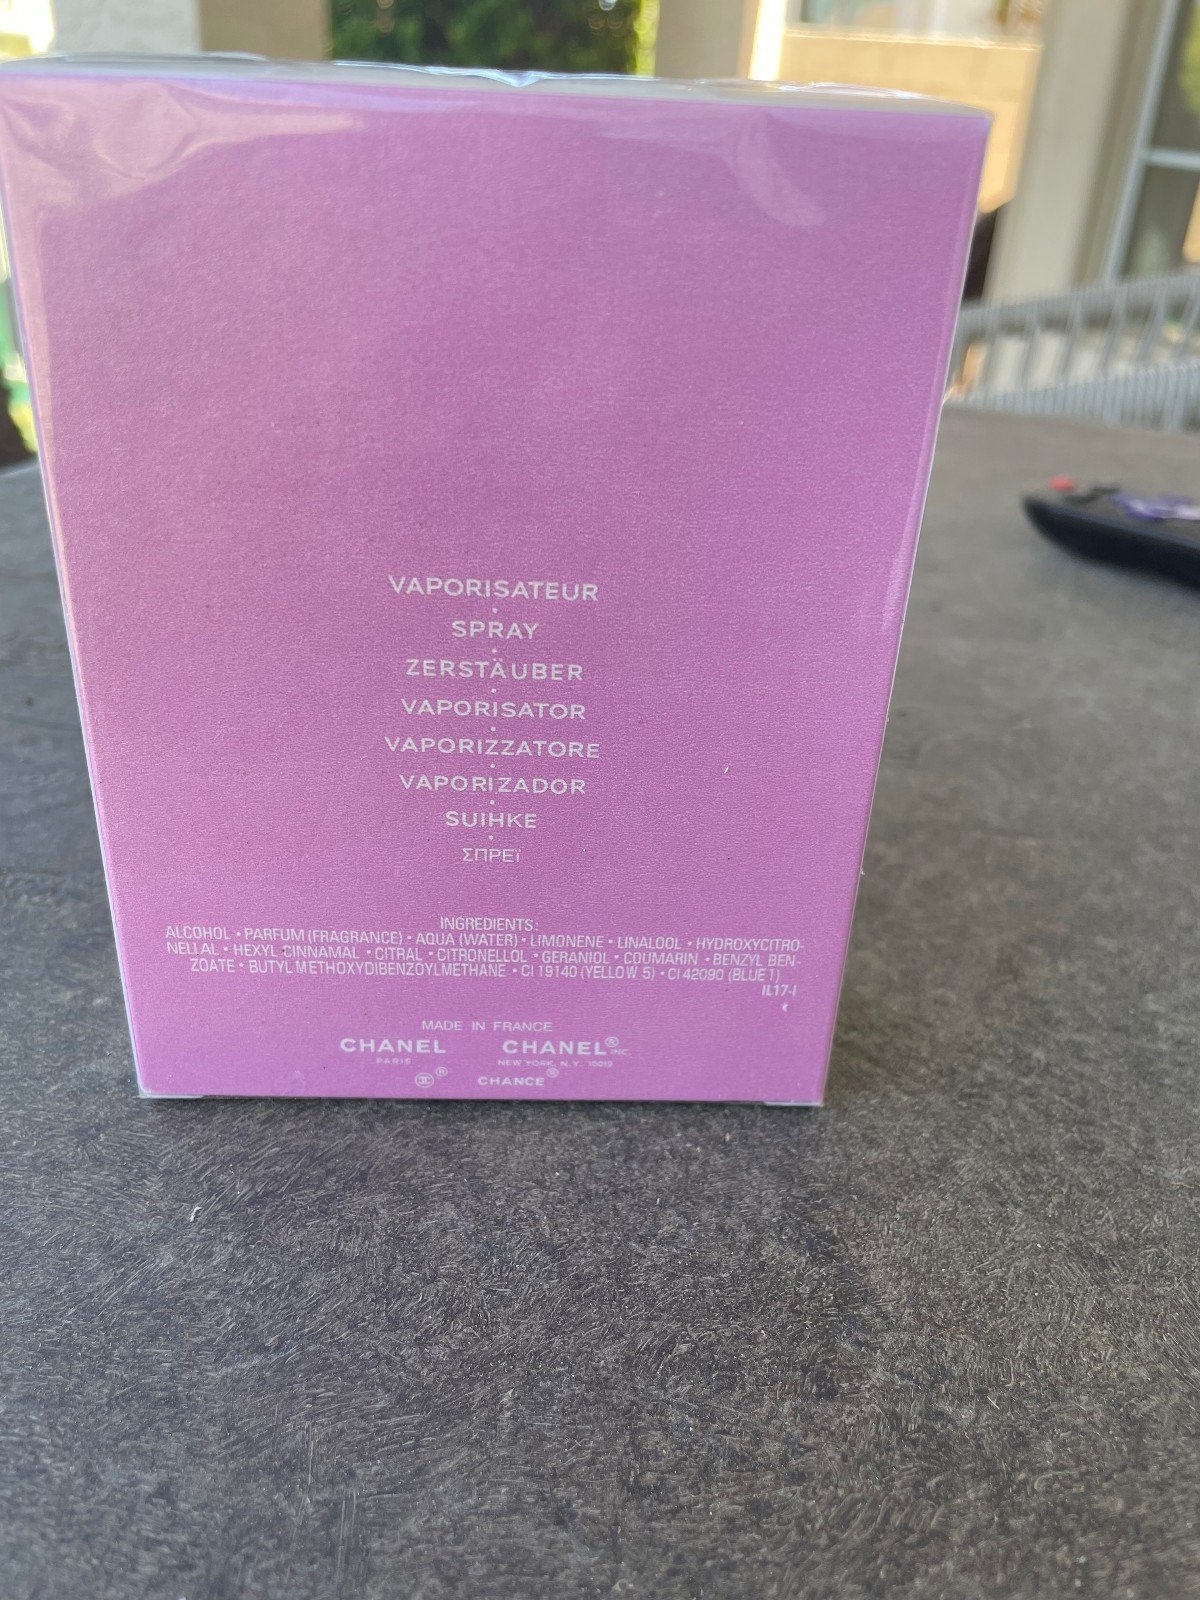 VAPORISATEUR
•
SPRAY
•
ZERSTÄUBER
•
VAPORISATOR
•
VAPORIZZATORE
•
VAPORIZADOR
•
SUIHKE
•
ΣΠΡΕΪ
INGREDIENTS:
ALCOHOL • PARFUM (FRAGRANCE) • AQUA (WATER) • LIMONENE • LINALOOL • HYDROXYCITRO-
NELLAL • HEXYL CINNAMAL • CITRAL • CITRONELLOL • GERANIOL • COUMARIN • BENZYL BEN-
ZOATE • BUTYL METHOXYDIBENZOYLMETHANE • CI 19140 (YELLOW 5) • CI 42090 (BLUE 1)
IL17-I
MADE IN FRANCE
CHANEL CHANEL® INC.
PARIS NEW YORK, N.Y. 10019
® CHANCE®